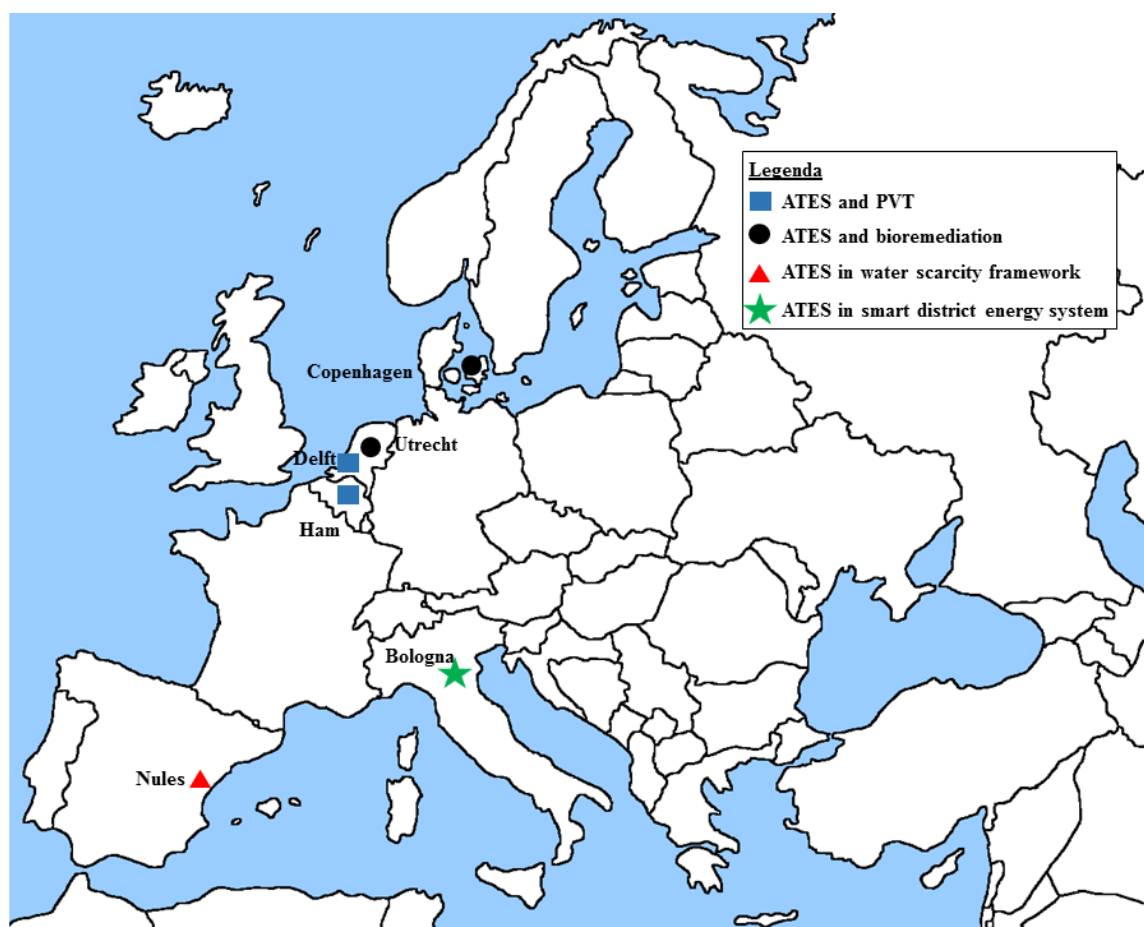 Legenda
ATES and PVT
ATES and bioremediation
ATES in water scarcity framework
ATES in smart district energy system
Copenhagen
Utrecht
Delft
Ham
Bologna
Nules